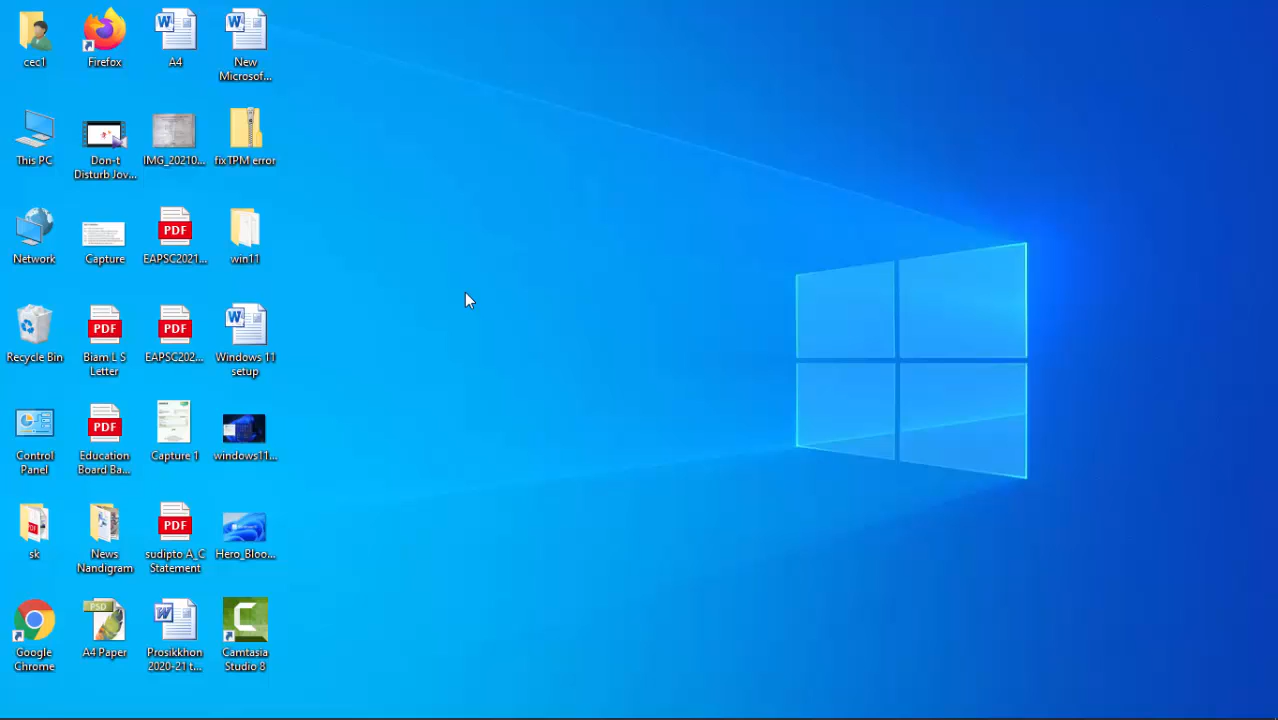 cec1
Firefox
A4
New
Microsof...
This PC
Don-t
Disturb Jov...
IMG_20210...
fixTPM error
Network
Capture
PDF
EAPSC2021...
win11
Recycle Bin
PDF
Biam L S
Letter
PDF
EAPSC202...
Windows 11
setup
Control
Panel
PDF
Education
Board Ba...
Capture 1
windows11...
sk
News
Nandigram
PDF
sudipto A_C
Statement
Hero_Bloo...
Google
Chrome
PSD
A4 Paper
Prosikkhon
2020-21 t...
Camtasia
Studio 8